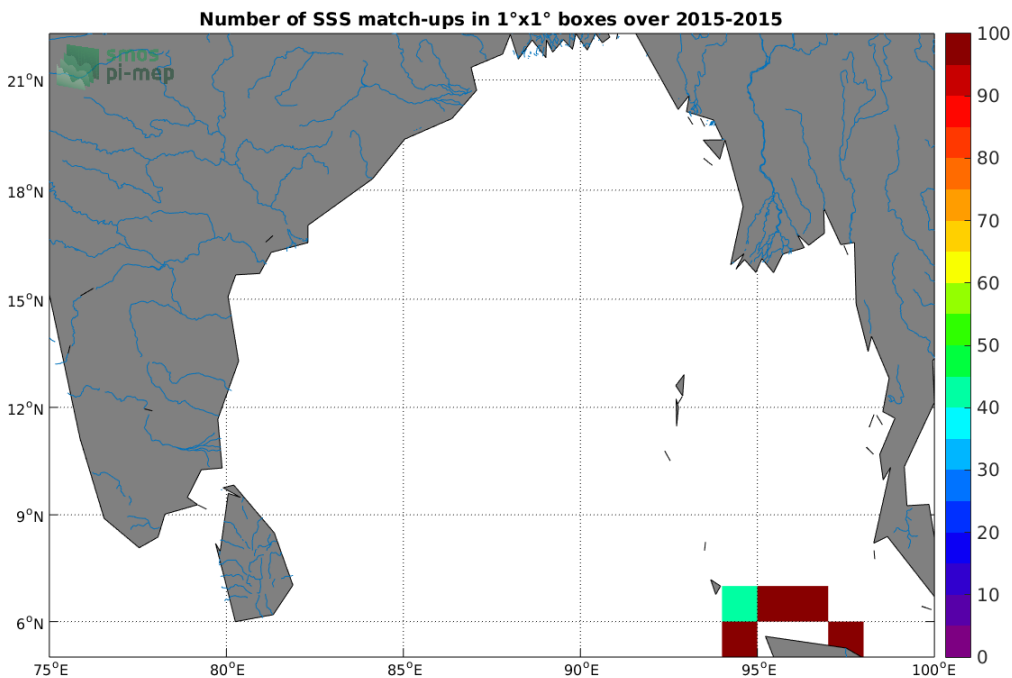 Number of SSS match-ups in 1°x1° boxes over 2015-2015
smos
pi-mep
21°N
18°N
15°N
12°N
9°N
6°N
75°E
80°E
85°E
90°E
95°E
100°E
100
90
80
70
60
50
40
30
20
10
0